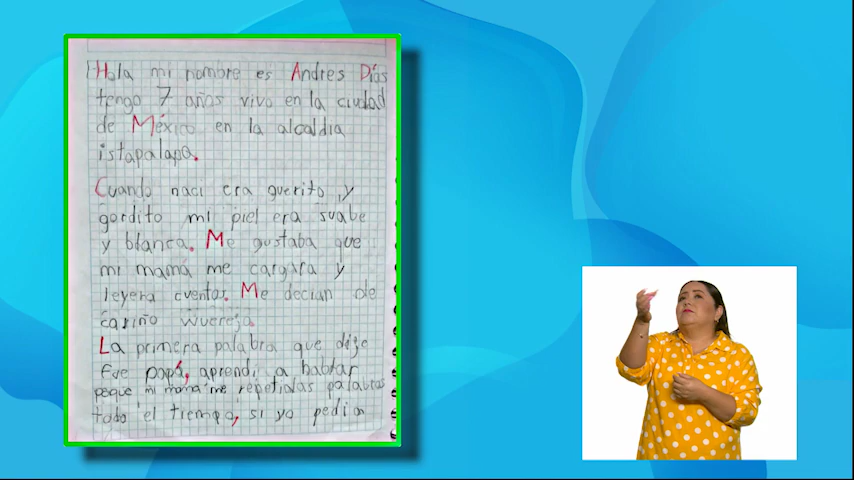 Hola mi nombre es Andres Días
tengo 7 años vivo en la ciudad
de México en la alcaldia
istapalapa.
Cuando naci era guerito, y
gordito mi piel era suabe
y blanca. Me gustaba que
mi mamá me cargara y
leyera cuentos. Me decian de
cariño wuerejo.
La primera palabra que dije
Fue papá, aprendi a hablar
poque mi mamá me repetia las palabras
todo el tiempo, si yo pedia